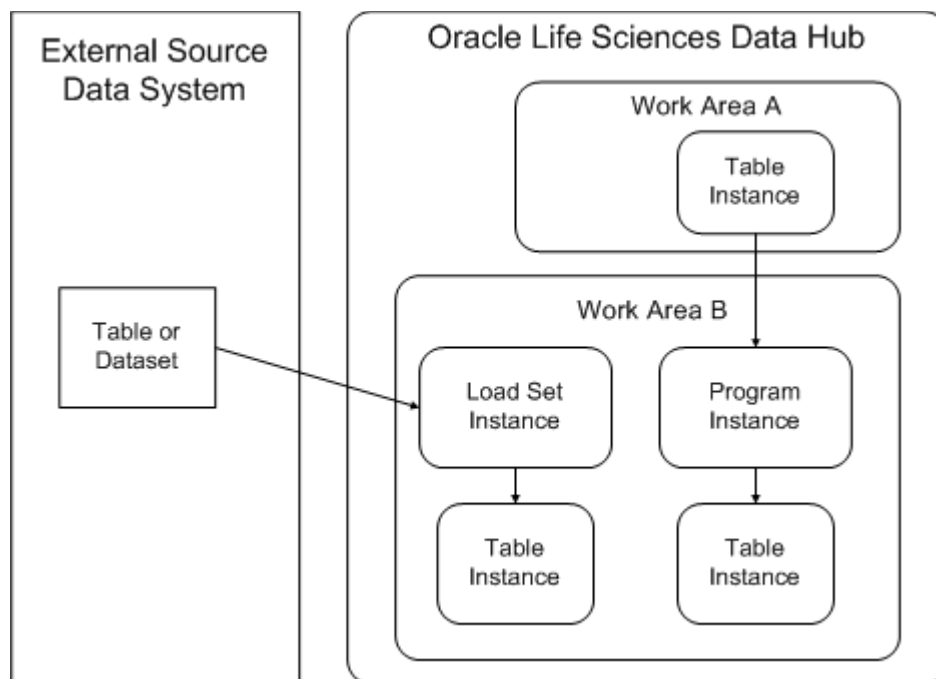 External Source
Data System
Table or
Dataset
Oracle Life Sciences Data Hub
Work Area A
Table
Instance
Work Area B
Load Set
Instance
Program
Instance
Table
Instance
Table
Instance